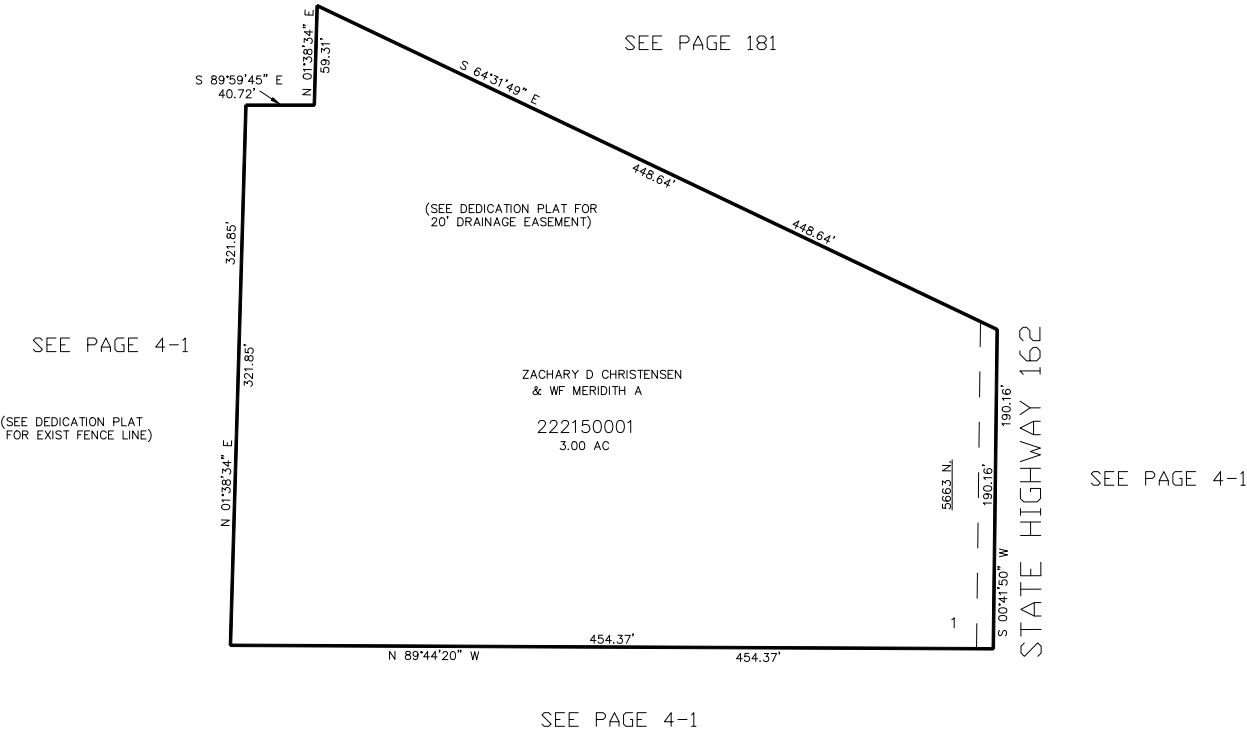 SEE PAGE 181
N 01°38'34" E
59.31'
S 64°31'49" E
S 89°59'45" E
40.72'
448.64'
(SEE DEDICATION PLAT FOR
20' DRAINAGE EASEMENT)
448.64'
321.85'
SEE PAGE 4-1
321.85'
STATE HIGHWAY 162
ZACHARY D CHRISTENSEN
& WF MERIDITH A
190.16'
(SEE DEDICATION PLAT
FOR EXIST FENCE LINE)
222150001
3.00 AC
N 01°38'34" E
5663 N.
190.16'
SEE PAGE 4-1
S 00°41'50" W
1
454.37'
N 89°44'20" W
454.37'
SEE PAGE 4-1